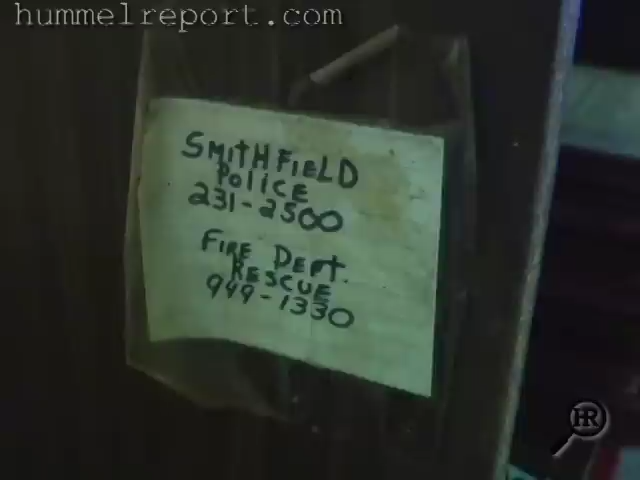 hummelreport.com
SMITHFIELD
POLICE
231-2500
FIRE DEPT.
RESCUE
949-1330
HR